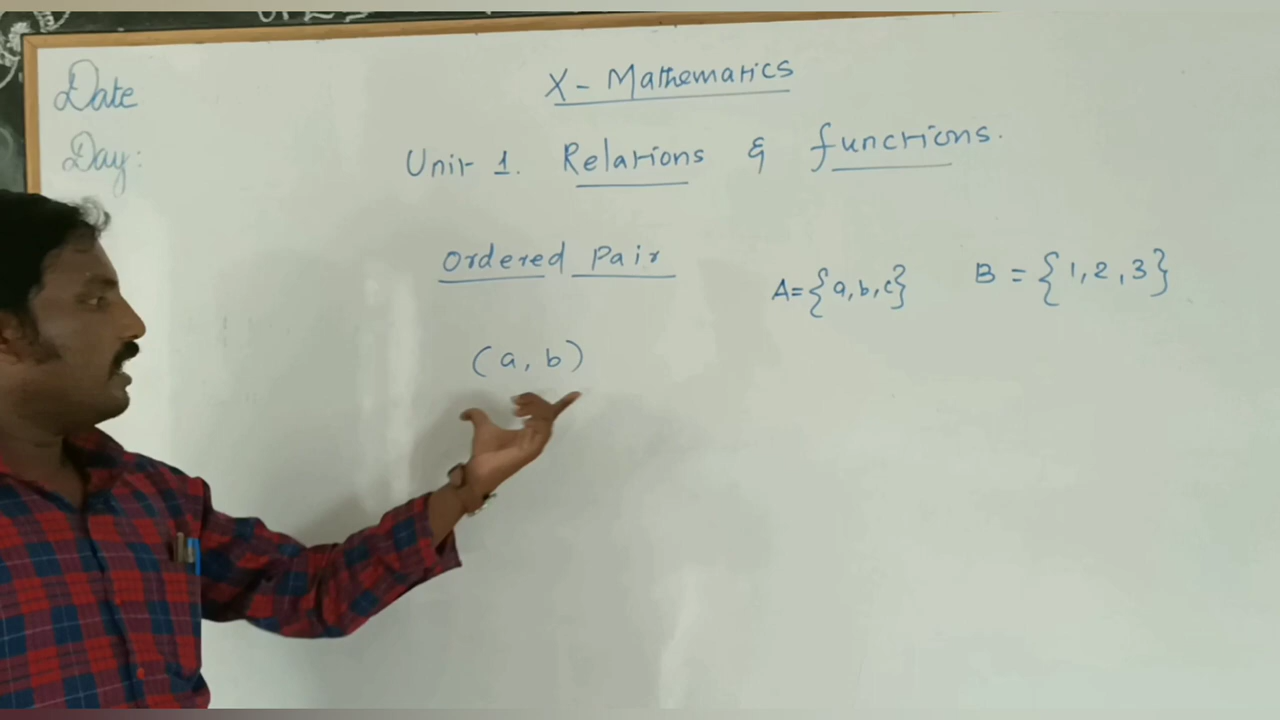 Date
Day:
X- Mathematics
Unit 1. Relations & functions.
Ordered Pair
A={a,b,c} B = {1,2,3}
(a, b)